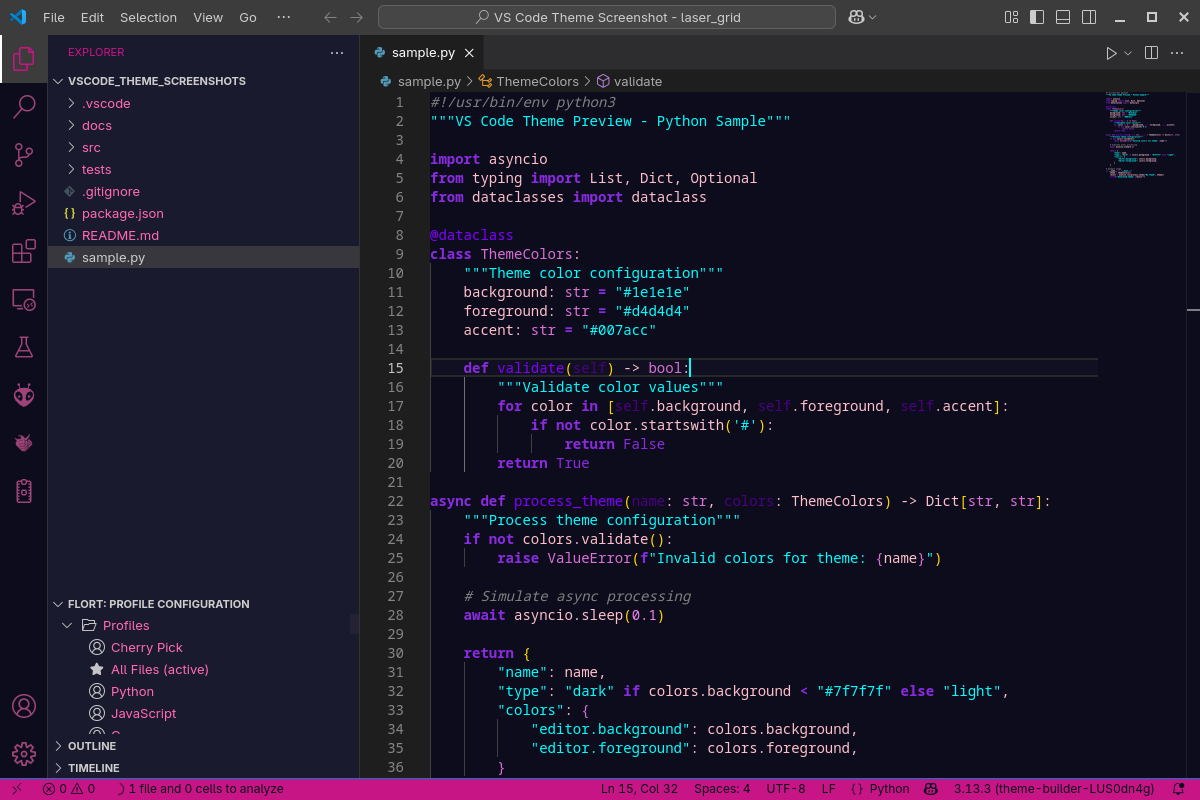 File Edit Selection View Go ···
VS Code Theme Screenshot - laser_grid
EXPLORER
VSCODE_THEME_SCREENSHOTS
.vscode
docs
src
tests
.gitignore
package.json
README.md
sample.py
FLORT: PROFILE CONFIGURATION
Profiles
Cherry Pick
All Files (active)
Python
JavaScript
OUTLINE
TIMELINE
sample.py
sample.py > ThemeColors > validate
1 #!/usr/bin/env python3
2 """VS Code Theme Preview - Python Sample"""
3
4 import asyncio
5 from typing import List, Dict, Optional
6 from dataclasses import dataclass
7
8 @dataclass
9 class ThemeColors:
10 """Theme color configuration"""
11 background: str = "#1e1e1e"
12 foreground: str = "#d4d4d4"
13 accent: str = "#007acc"
14
15 def validate(self) -> bool:
16 """Validate color values"""
17 for color in [self.background, self.foreground, self.accent]:
18 if not color.startswith('#'):
19 return False
20 return True
21
22 async def process_theme(name: str, colors: ThemeColors) -> Dict[str, str]:
23 """Process theme configuration"""
24 if not colors.validate():
25 raise ValueError(f"Invalid colors for theme: {name}")
26
27 # Simulate async processing
28 await asyncio.sleep(0.1)
29
30 return {
31 "name": name,
32 "type": "dark" if colors.background < "#7f7f7f" else "light",
33 "colors": {
34 "editor.background": colors.background,
35 "editor.foreground": colors.foreground,
36 }
0 0 1 file and 0 cells to analyze Ln 15, Col 32 Spaces: 4 UTF-8 LF {} Python 3.13.3 (theme-builder-LUS0dn4g)